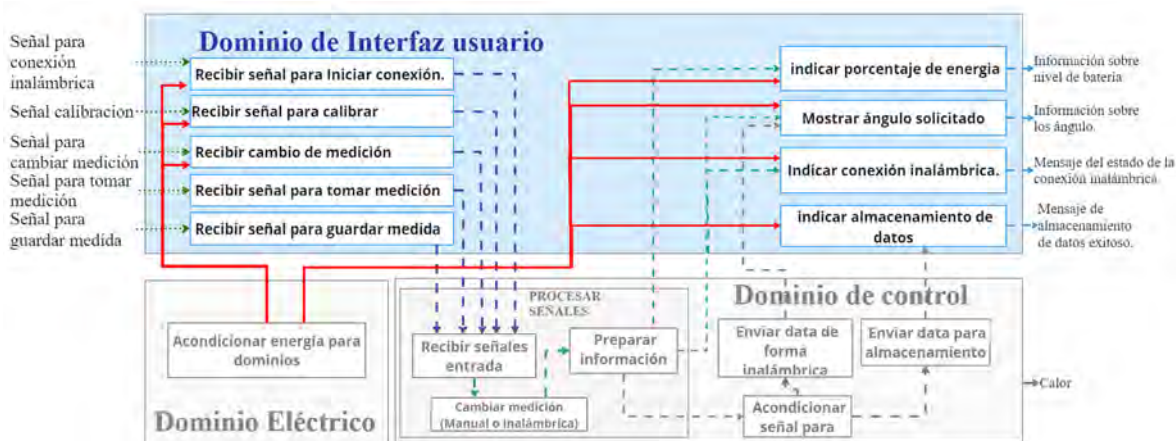 Dominio de Interfaz usuario
Señal para
conexión
inalámbrica
Señal calibracion
Señal para
cambiar medición
Señal para tomar
medición
Señal para
guardar medida
Recibir señal para Iniciar conexión.
Recibir señal para calibrar
Recibir cambio de medición
Recibir señal para tomar medición
Recibir señal para guardar medida
indicar porcentaje de energia
Mostrar ángulo solicitado
Indicar conexión inalámbrica.
indicar almacenamiento de
datos
Información sobre
nivel de batería
Información sobre
los ángulo.
Mensaje del estado de la
conexión inalámbrica
Mensaje de
almacenamiento
de datos exitoso.
Acondicionar energía para
dominios
Dominio Eléctrico
PROCESAR
SEÑALES
Recibir señales
entrada
Cambiar medición
(Manual o inalámbrica)
Preparar
información
Dominio de control
Enviar data de
forma
inalámbrica
Enviar data para
almacenamiento
Acondicionar
señal para
Calor